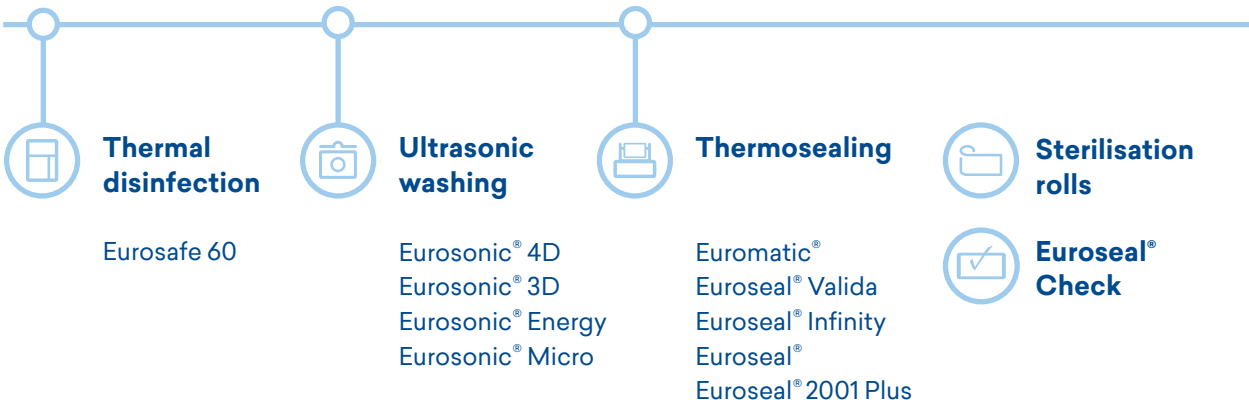 Thermal
disinfection
Eurosafe 60
Ultrasonic
washing
Eurosonic® 4D
Eurosonic® 3D
Eurosonic® Energy
Eurosonic® Micro
Thermosealing
Euromatic®
Euroseal® Valida
Euroseal® Infinity
Euroseal®
Euroseal® 2001 Plus
Sterilisation
rolls
Euroseal®
Check